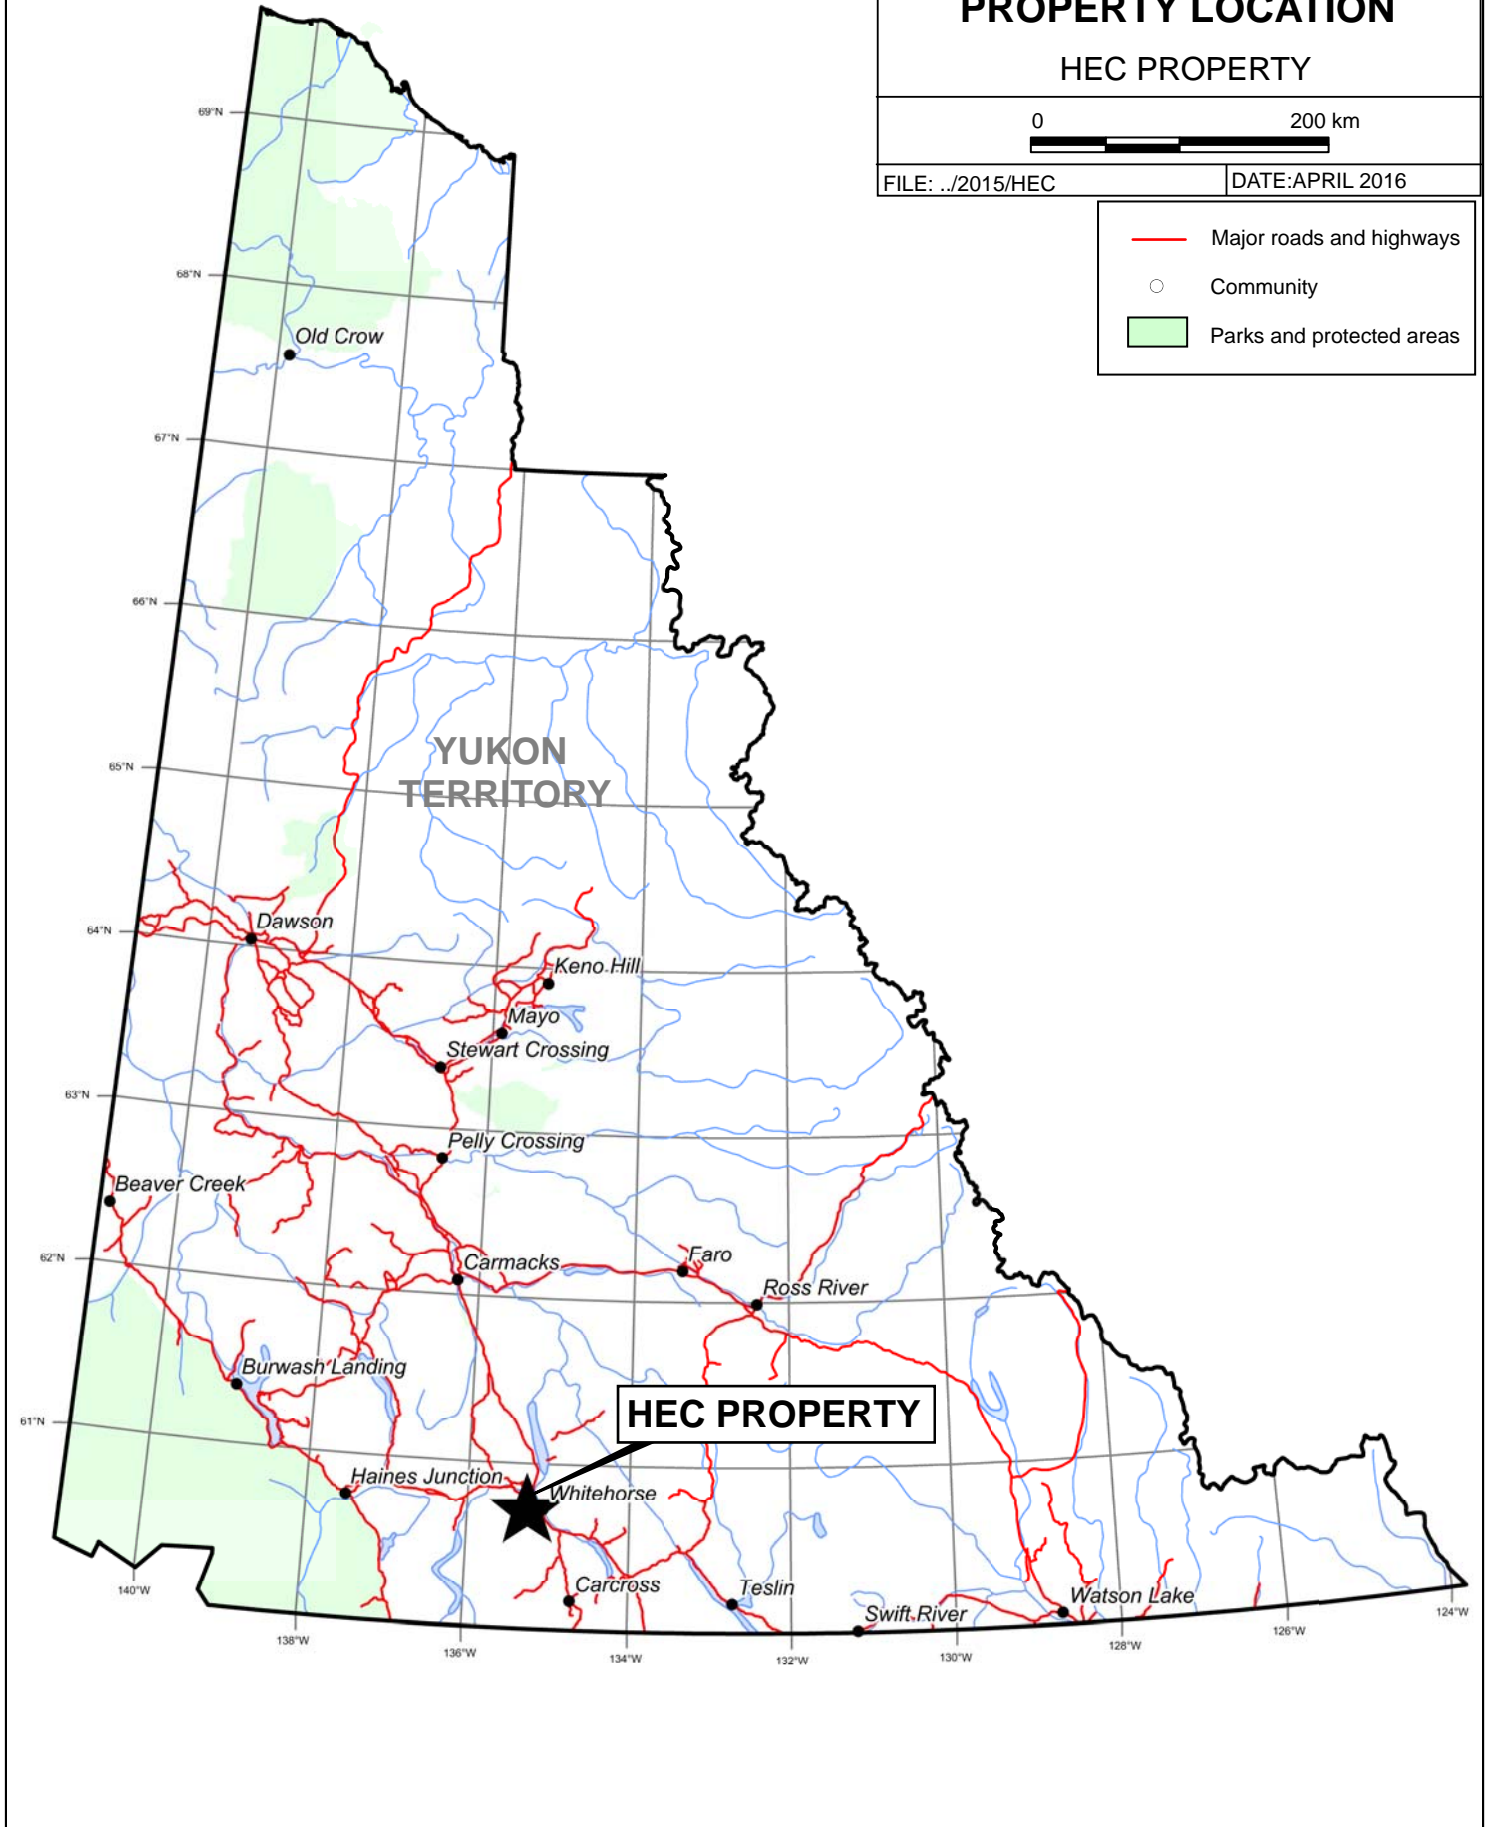 PROPERTY LOCATION
HEC PROPERTY
0 200 km
FILE: ../2015/HEC DATE:APRIL 2016
Major roads and highways
Community
Parks and protected areas
69°N
68°N
Old Crow
67°N
66°N
YUKON
TERRITORY
65°N
Dawson
64°N
Keno Hill
Mayo
Stewart Crossing
63°N
Pelly Crossing
Beaver Creek
62°N
Carmacks
Faro
Ross River
Burwash Landing
61°N
HEC PROPERTY
Haines Junction
Whitehorse
Carcross
Teslin
Swift River
Watson Lake
140°W
138°W
136°W
134°W
132°W
130°W
128°W
126°W
124°W